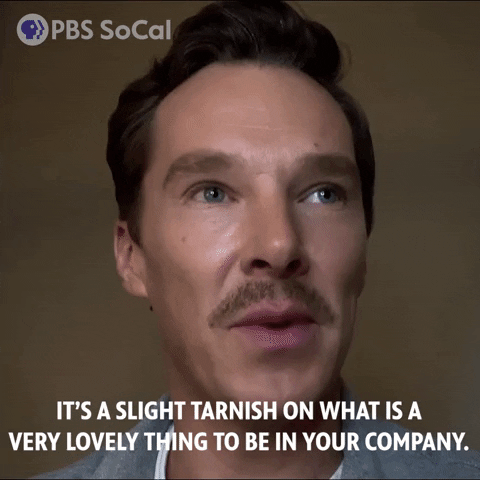 PBS SoCal
IT'S A SLIGHT TARNISH ON WHAT IS A
VERY LOVELY THING TO BE IN YOUR COMPANY.